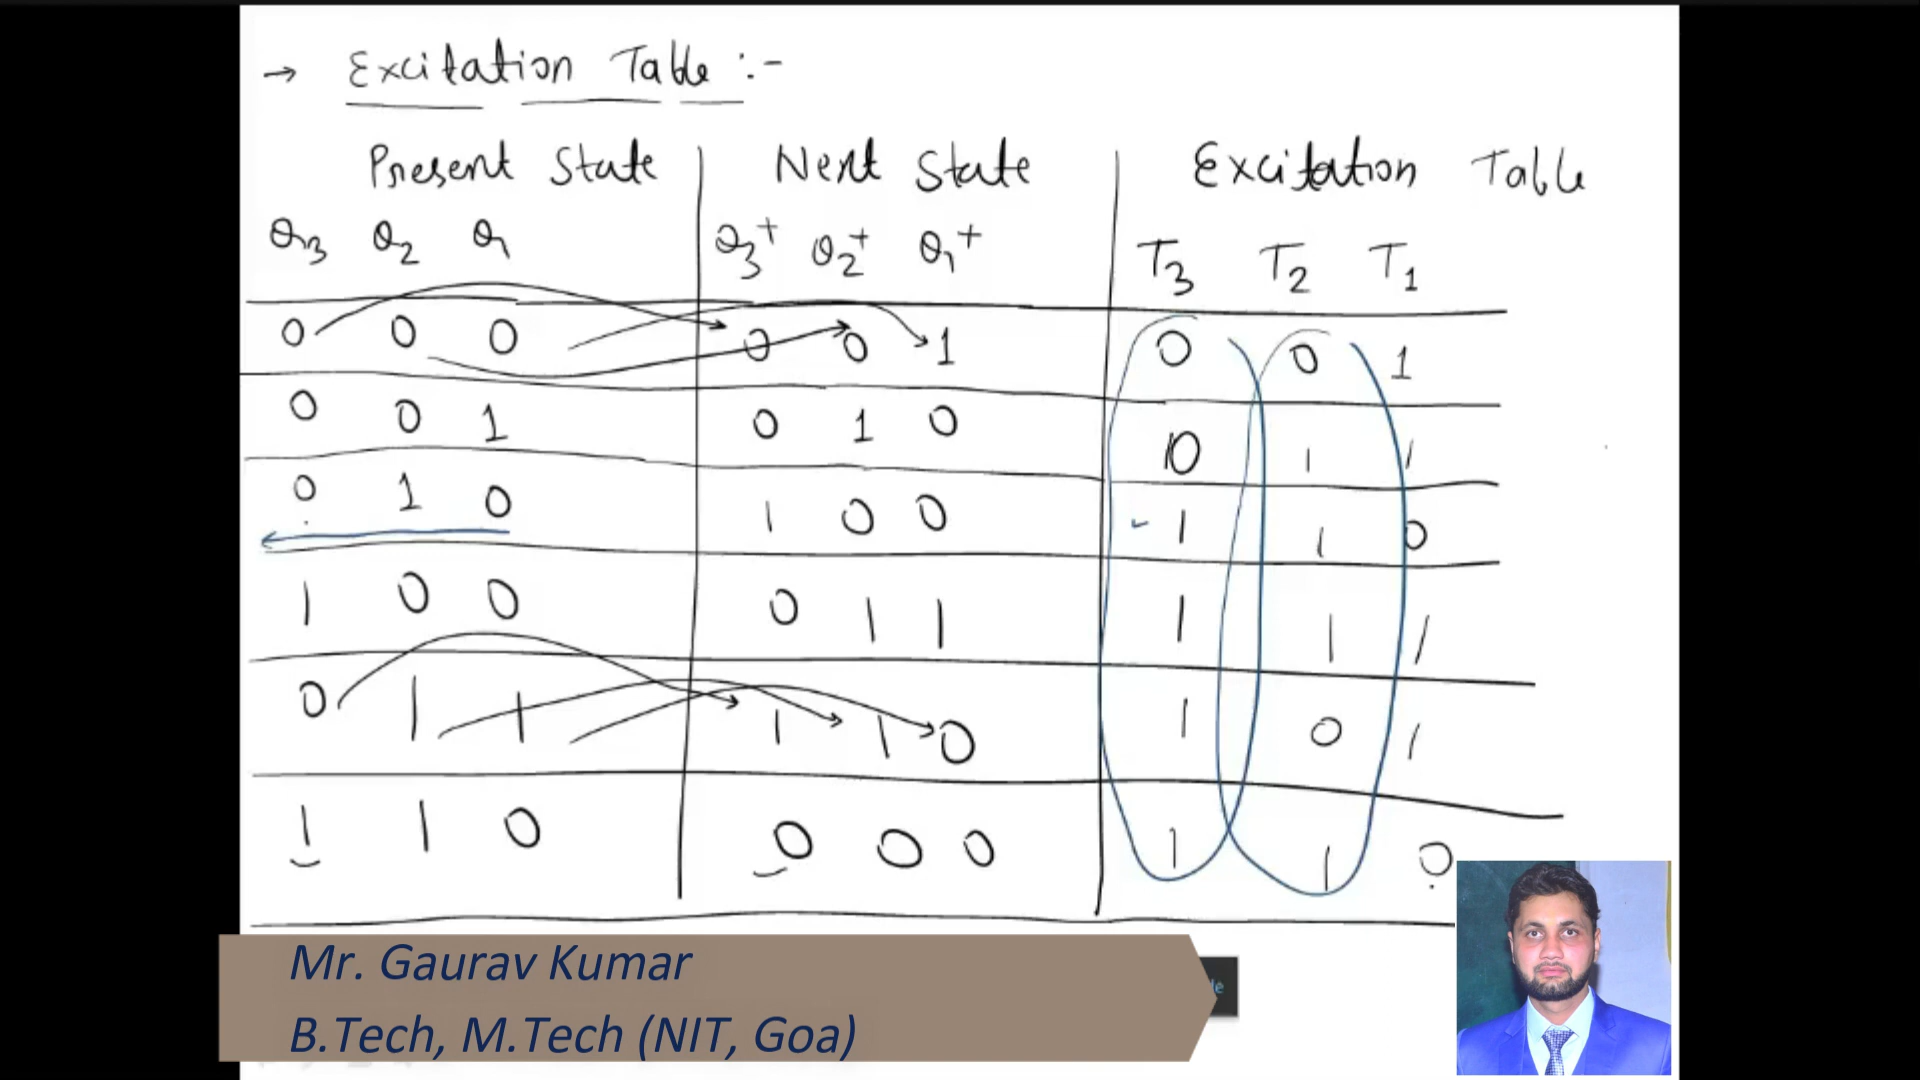 → Excitation Table :-
Present State Next State Excitation Table
Q3 Q2 Q1 Q3+ Q2+ Q1+ T3 T2 T1
0 0 0 0 0 1 0 0 1
0 0 1 0 1 0 0 1 1
0 1 0 1 0 0 1 1 0
1 0 0 0 1 1 1 1 1
0 1 1 1 1 0 1 0 1
1 1 0 0 0 0 1 1 0
Mr. Gaurav Kumar
B.Tech, M.Tech (NIT, Goa)